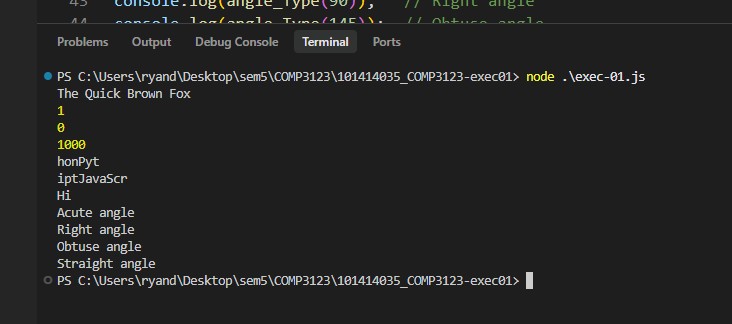 43 console.log(angle_Type(90)); // Right angle
44 console.log(angle_Type(145)); // Obtuse angle
Problems Output Debug Console Terminal Ports
PS C:\Users\ryand\Desktop\sem5\COMP3123\101414035_COMP3123-exec01> node .\exec-01.js
The Quick Brown Fox
1
0
1000
honPyt
iptJavaScr
Hi
Acute angle
Right angle
Obtuse angle
Straight angle
PS C:\Users\ryand\Desktop\sem5\COMP3123\101414035_COMP3123-exec01>